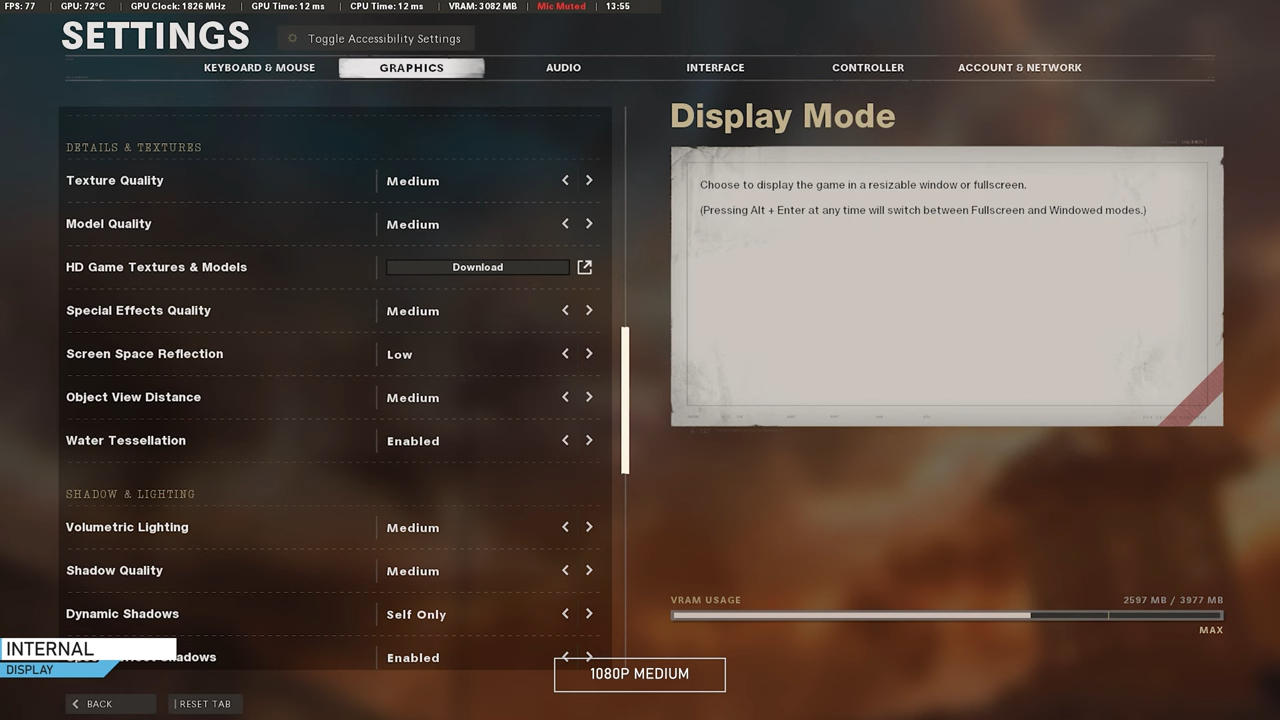 FPS: 77 | GPU: 72°C | GPU Clock: 1826 MHz | GPU Time: 12 ms | CPU Time: 12 ms | VRAM: 3082 MB | Mic Muted | 13:55
SETTINGS
Toggle Accessibility Settings
KEYBOARD & MOUSE GRAPHICS AUDIO INTERFACE CONTROLLER ACCOUNT & NETWORK
DETAILS & TEXTURES
Texture Quality Medium
Model Quality Medium
HD Game Textures & Models Download
Special Effects Quality Medium
Screen Space Reflection Low
Object View Distance Medium
Water Tessellation Enabled
SHADOW & LIGHTING
Volumetric Lighting Medium
Shadow Quality Medium
Dynamic Shadows Self Only
Shadows Enabled
Display Mode
Choose to display the game in a resizable window or fullscreen.
(Pressing Alt + Enter at any time will switch between Fullscreen and Windowed modes.)
VRAM USAGE 2597 MB / 3977 MB
MAX
INTERNAL
DISPLAY
1080P MEDIUM
BACK RESET TAB